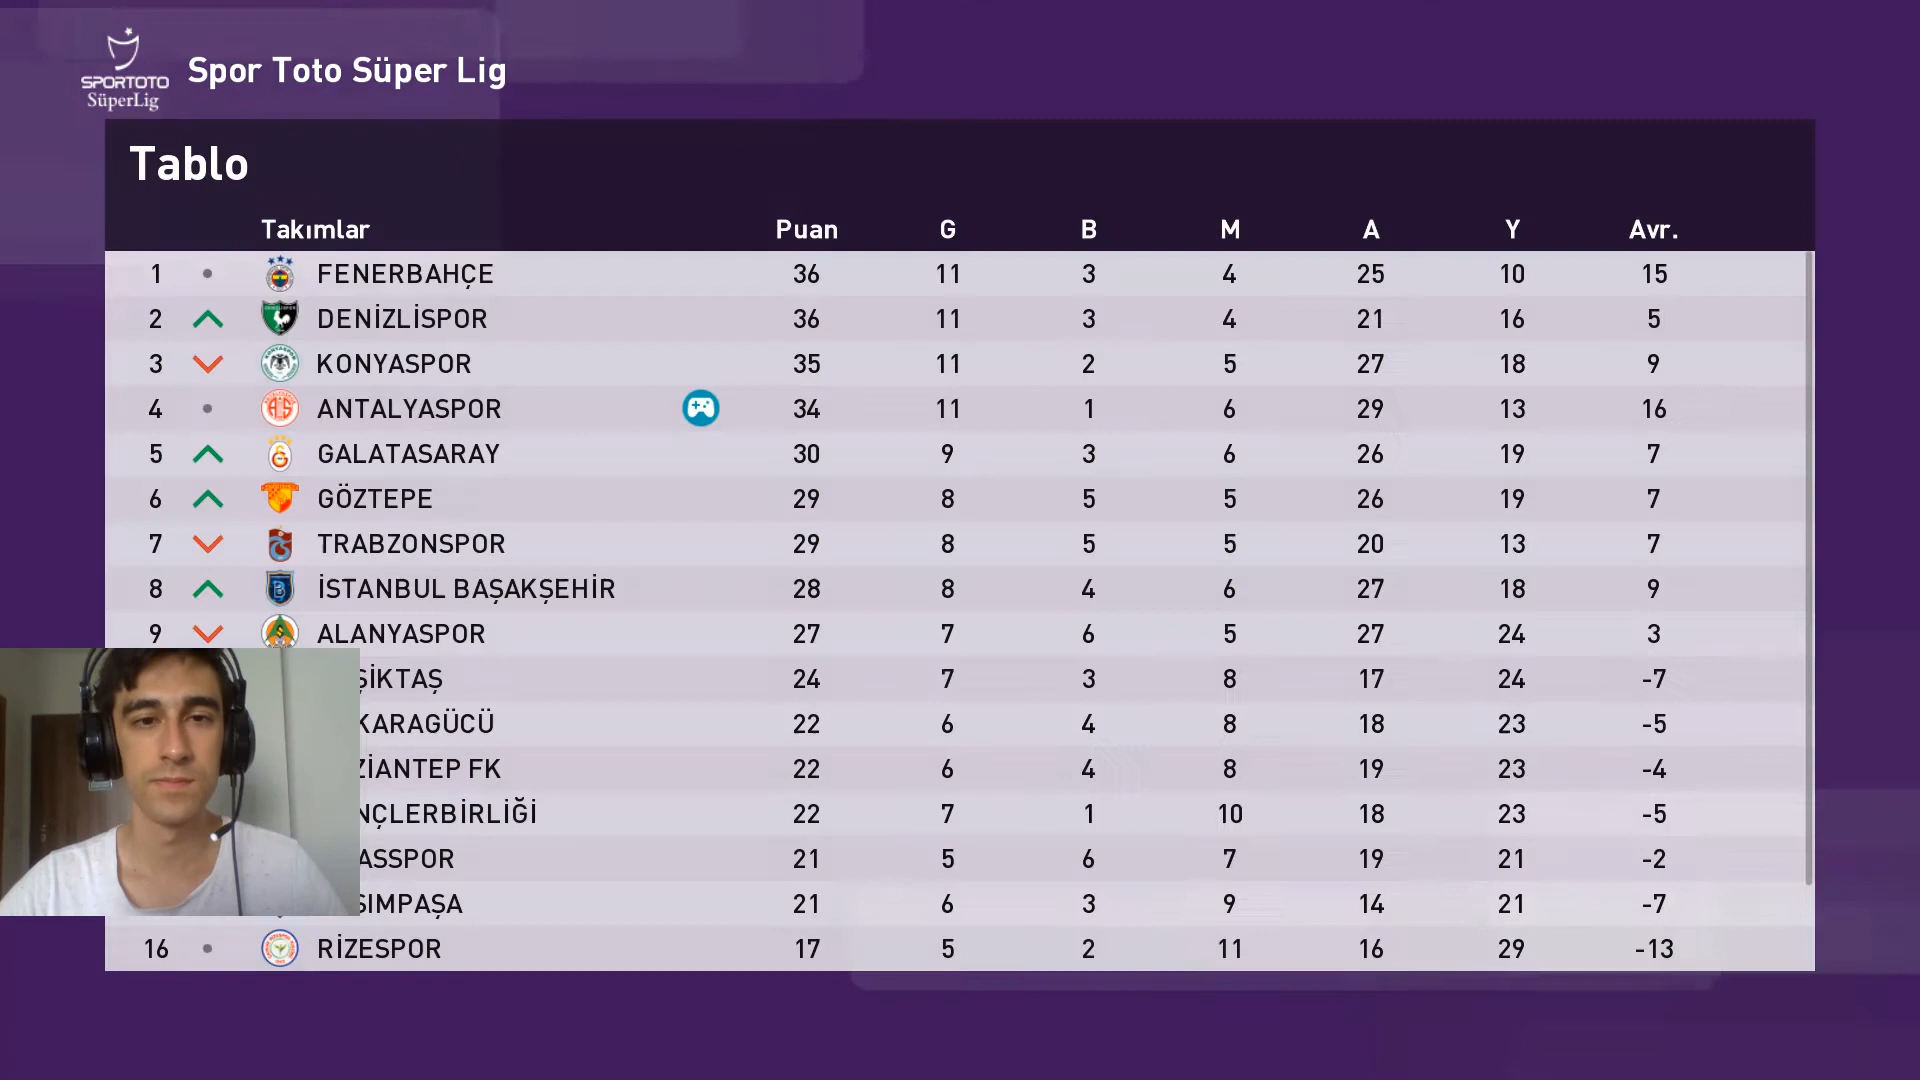 SPORTOTO
SüperLig
Spor Toto Süper Lig
Tablo
Takımlar Puan G B M A Y Avr.
1 FENERBAHÇE 36 11 3 4 25 10 15
2 DENİZLİSPOR 36 11 3 4 21 16 5
3 KONYASPOR 35 11 2 5 27 18 9
4 ANTALYASPOR 34 11 1 6 29 13 16
5 GALATASARAY 30 9 3 6 26 19 7
6 GÖZTEPE 29 8 5 5 26 19 7
7 TRABZONSPOR 29 8 5 5 20 13 7
8 İSTANBUL BAŞAKŞEHİR 28 8 4 6 27 18 9
9 ALANYASPOR 27 7 6 5 27 24 3
ŞİKTAŞ 24 7 3 8 17 24 -7
KARAGÜCÜ 22 6 4 8 18 23 -5
ZİANTEP FK 22 6 4 8 19 23 -4
NÇLERBİRLİĞİ 22 7 1 10 18 23 -5
ASSPOR 21 5 6 7 19 21 -2
SIMPAŞA 21 6 3 9 14 21 -7
16 RİZESPOR 17 5 2 11 16 29 -13